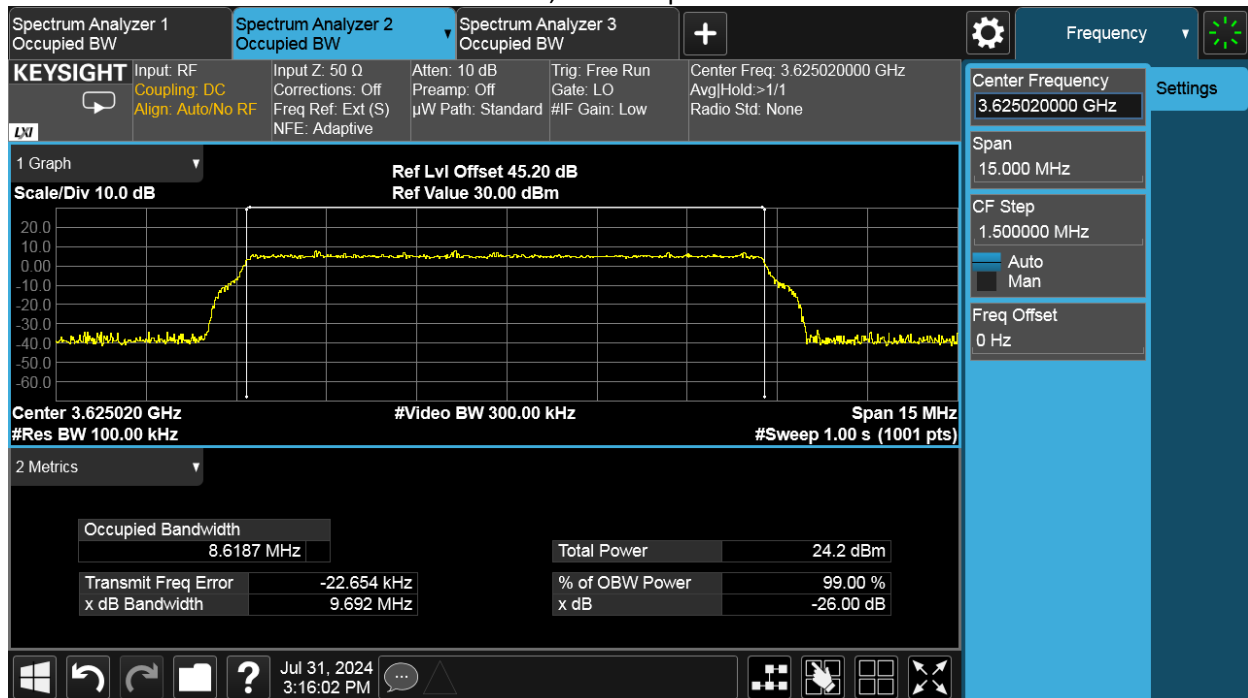 Spectrum Analyzer 1
Occupied BW
Spectrum Analyzer 2
Occupied BW
Spectrum Analyzer 3
Occupied BW
Frequency
KEYSIGHT
LXI
Input: RF
Coupling: DC
Align: Auto/No RF
Input Z: 50 Ω
Corrections: Off
Freq Ref: Ext (S)
NFE: Adaptive
Atten: 10 dB
Preamp: Off
µW Path: Standard
Trig: Free Run
Gate: LO
#IF Gain: Low
Center Freq: 3.625020000 GHz
Avg|Hold:>1/1
Radio Std: None
Center Frequency
3.625020000 GHz
Settings
Span
15.000 MHz
CF Step
1.500000 MHz
Auto
Man
Freq Offset
0 Hz
1 Graph
Scale/Div 10.0 dB
Ref Lvl Offset 45.20 dB
Ref Value 30.00 dBm
20.0
10.0
0.00
-10.0
-20.0
-30.0
-40.0
-50.0
-60.0
Center 3.625020 GHz
#Video BW 300.00 kHz
Span 15 MHz
#Res BW 100.00 kHz
#Sweep 1.00 s (1001 pts)
2 Metrics
Occupied Bandwidth
8.6187 MHz
Total Power 24.2 dBm
Transmit Freq Error -22.654 kHz
% of OBW Power 99.00 %
x dB Bandwidth 9.692 MHz
x dB -26.00 dB
?
Jul 31, 2024
3:16:02 PM